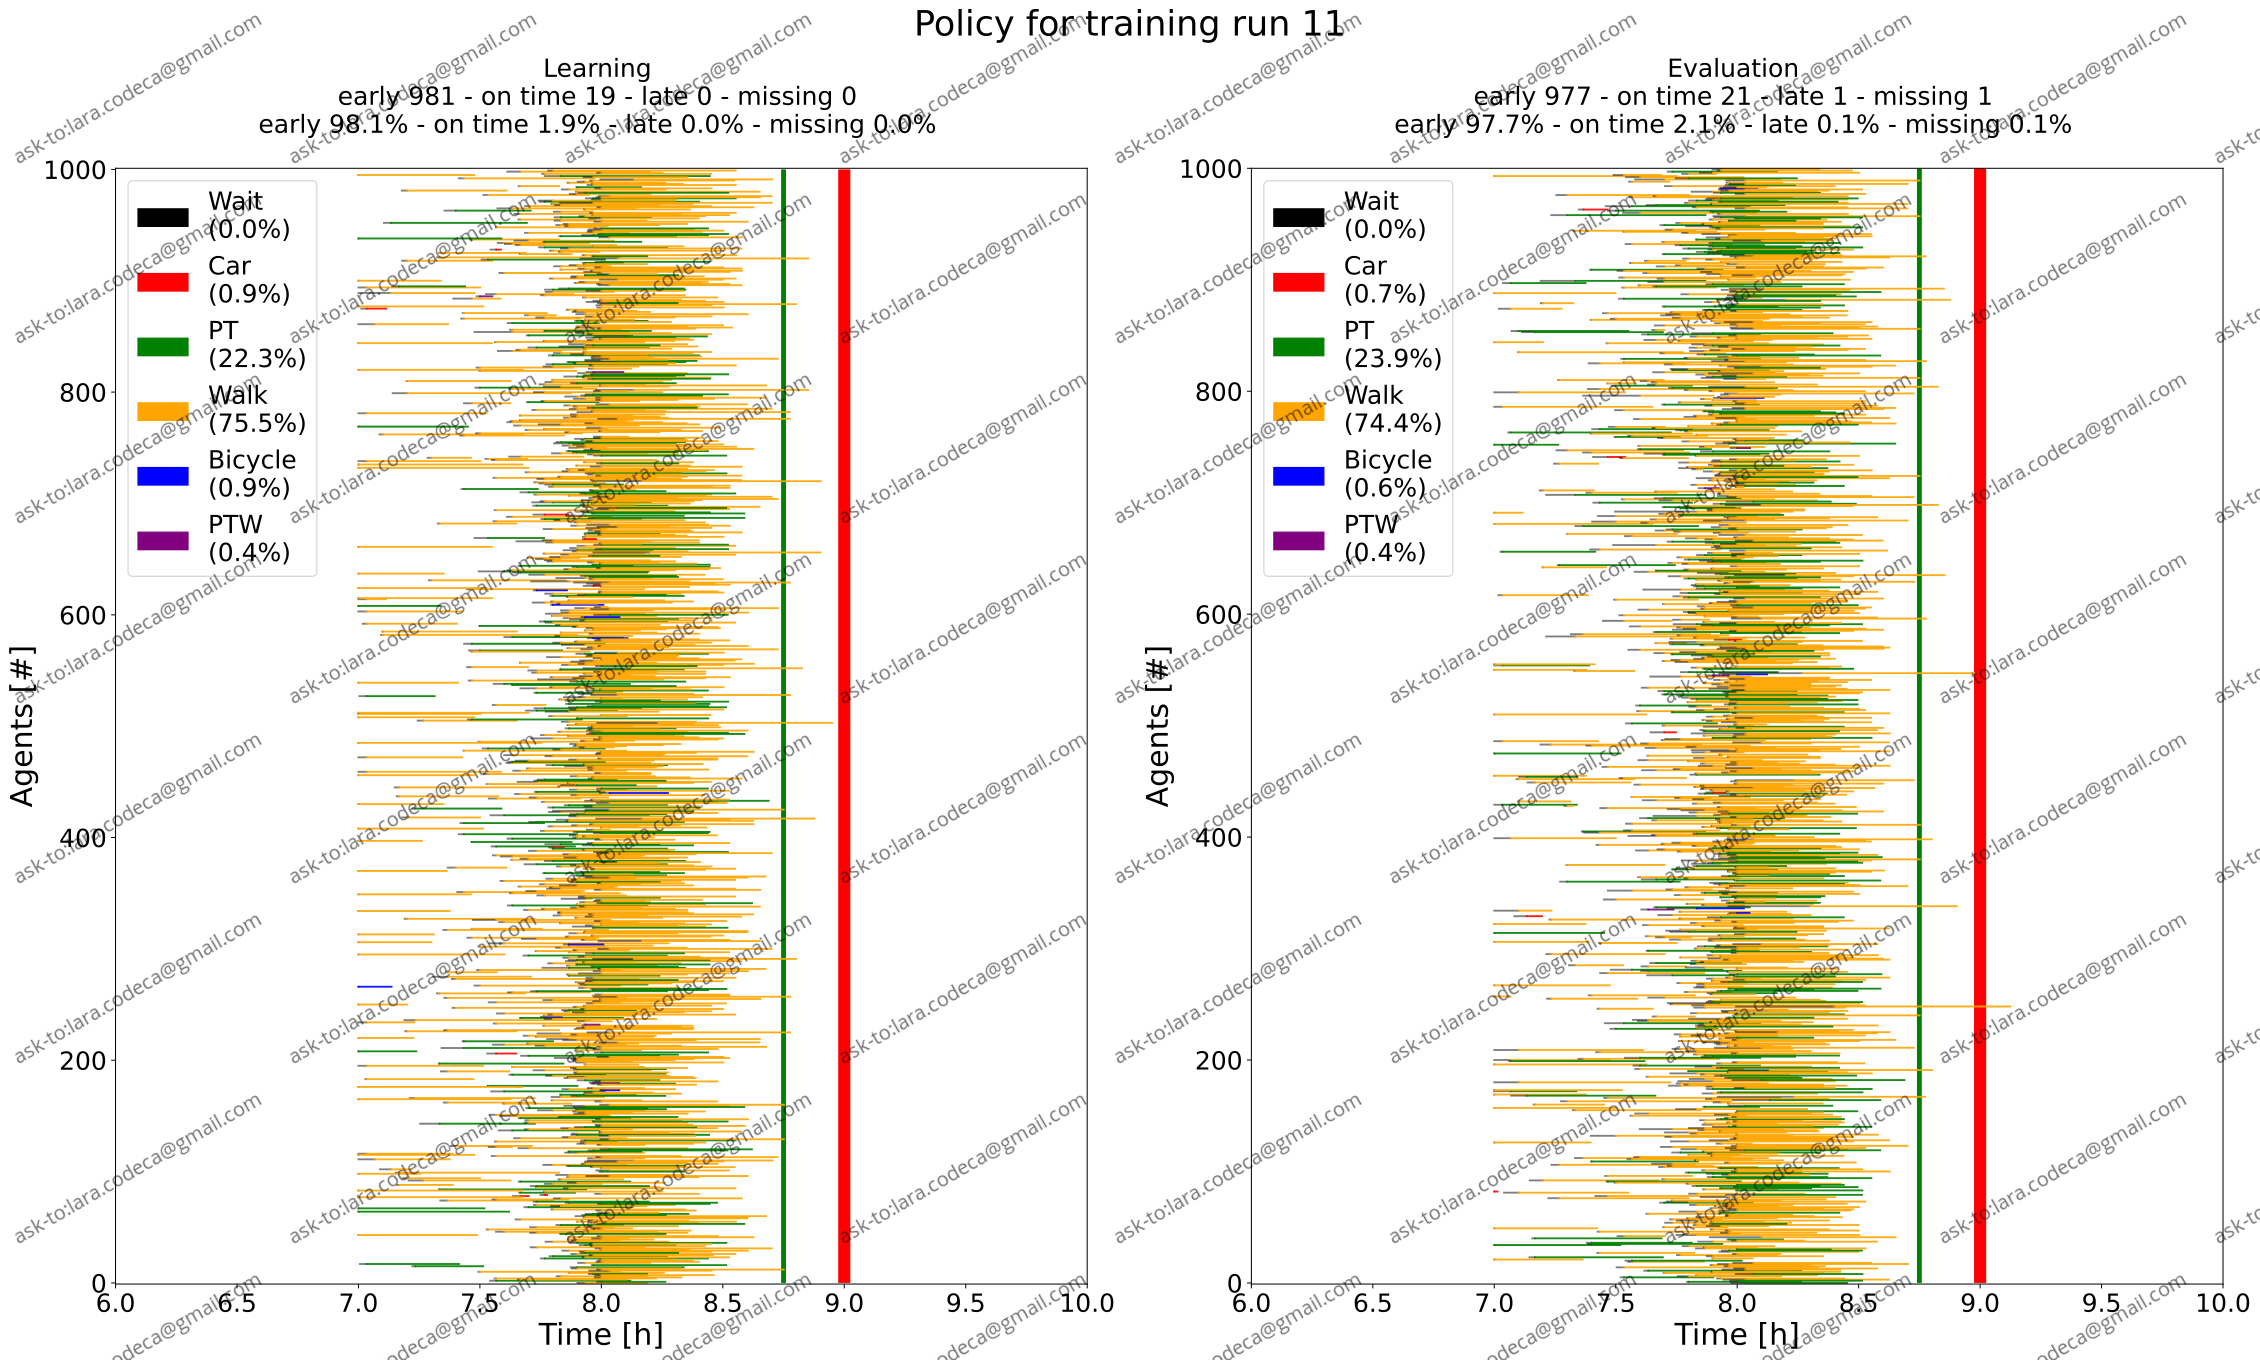 Policy for training run 11
Learning
early 981 - on time 19 - late 0 - missing 0
early 98.1% - on time 1.9% - late 0.0% - missing 0.0%
1000
800
600
400
200
0
Agents [#]
Wait
(0.0%)
Car
(0.9%)
PT
(22.3%)
Walk
(75.5%)
Bicycle
(0.9%)
PTW
(0.4%)
6.0 6.5 7.0 7.5 8.0 8.5 9.0 9.5 10.0
Time [h]
Evaluation
early 977 - on time 21 - late 1 - missing 1
early 97.7% - on time 2.1% - late 0.1% - missing 0.1%
1000
800
600
400
200
0
Agents [#]
Wait
(0.0%)
Car
(0.7%)
PT
(23.9%)
Walk
(74.4%)
Bicycle
(0.6%)
PTW
(0.4%)
6.0 6.5 7.0 7.5 8.0 8.5 9.0 9.5 10.0
Time [h]
ask-to:lara.codeca@gmail.com